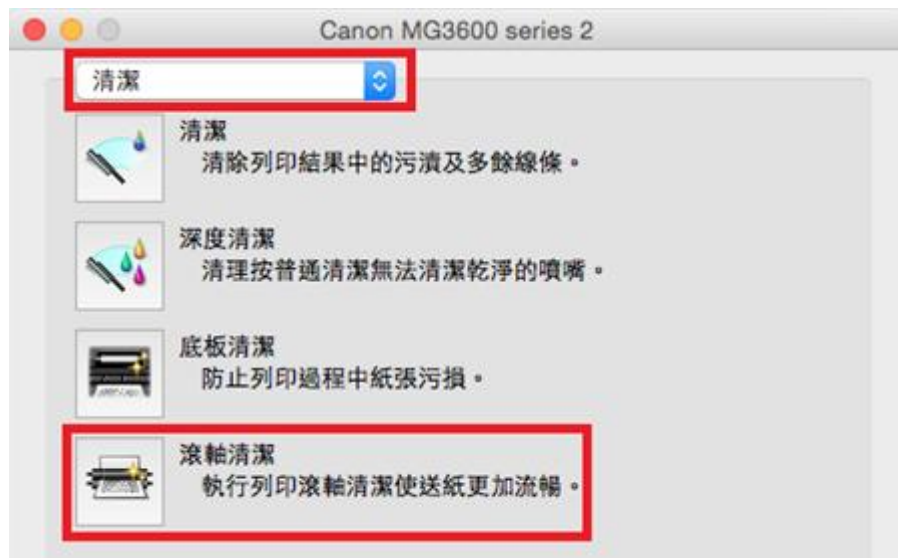 Canon MG3600 series 2
清潔
清潔
清除列印結果中的污漬及多餘線條。
深度清潔
清理按普通清潔無法清潔乾淨的噴嘴。
底板清潔
防止列印過程中紙張污損。
滾軸清潔
執行列印滾軸清潔使送紙更加流暢。